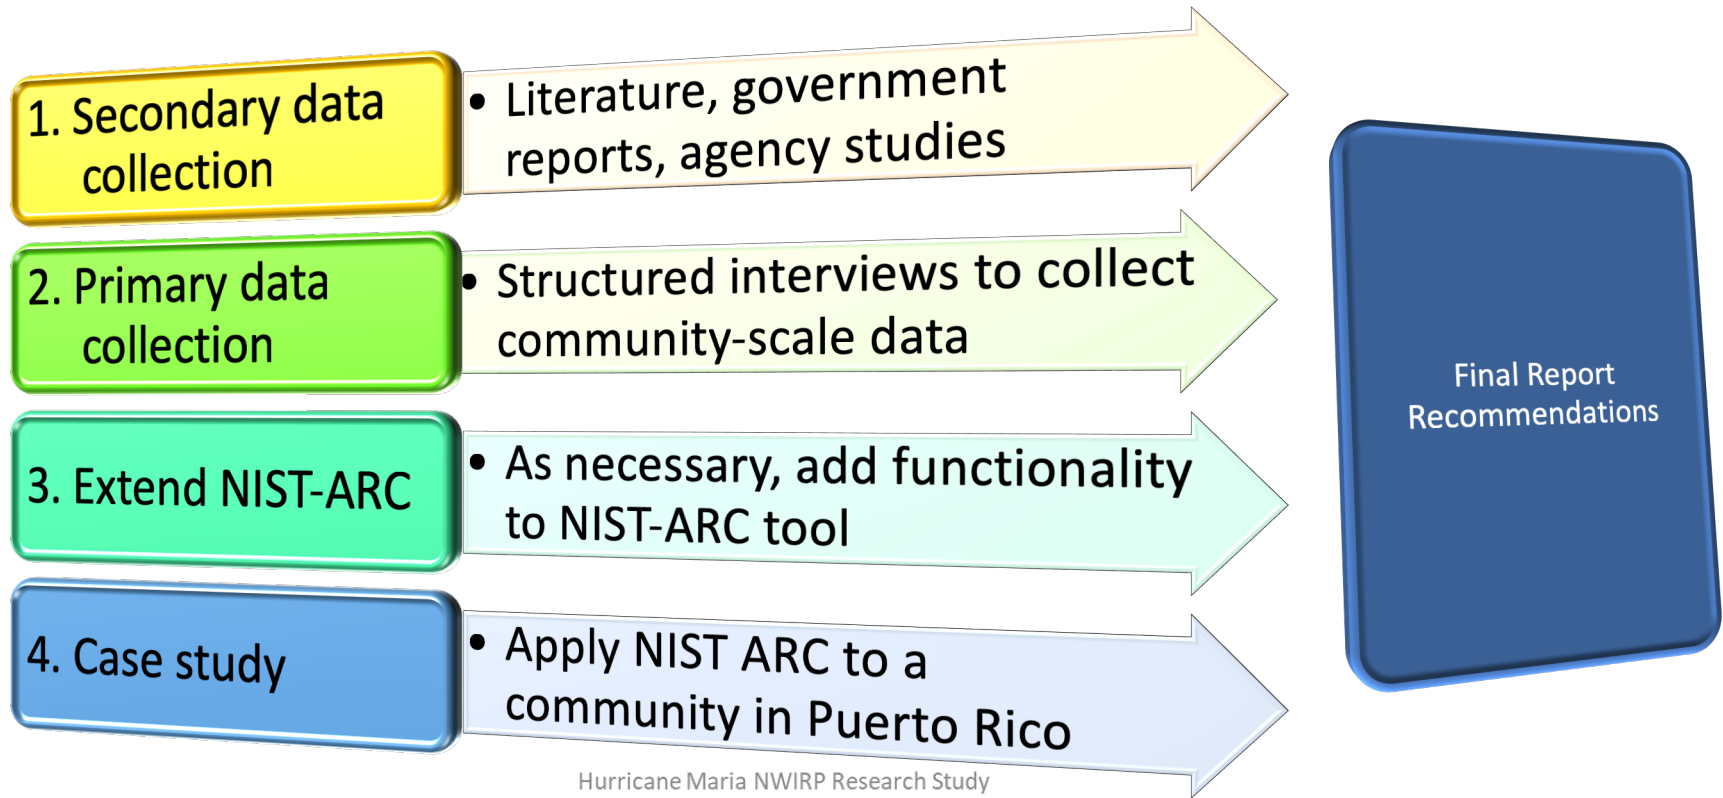 1. Secondary data
collection
• Literature, government
reports, agency studies
2. Primary data
collection
• Structured interviews to collect
community-scale data
3. Extend NIST-ARC
• As necessary, add functionality
to NIST-ARC tool
4. Case study
• Apply NIST ARC to a
community in Puerto Rico
Final Report
Recommendations
Hurricane Maria NWIRP Research Study